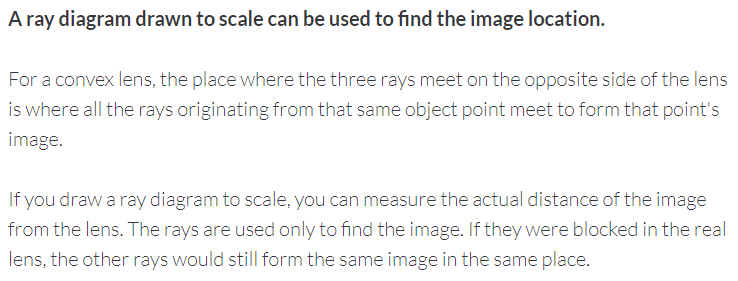 A ray diagram drawn to scale can be used to find the image location.
For a convex lens, the place where the three rays meet on the opposite side of the lens
is where all the rays originating from that same object point meet to form that point's
image.
If you draw a ray diagram to scale, you can measure the actual distance of the image
from the lens. The rays are used only to find the image. If they were blocked in the real
lens, the other rays would still form the same image in the same place.